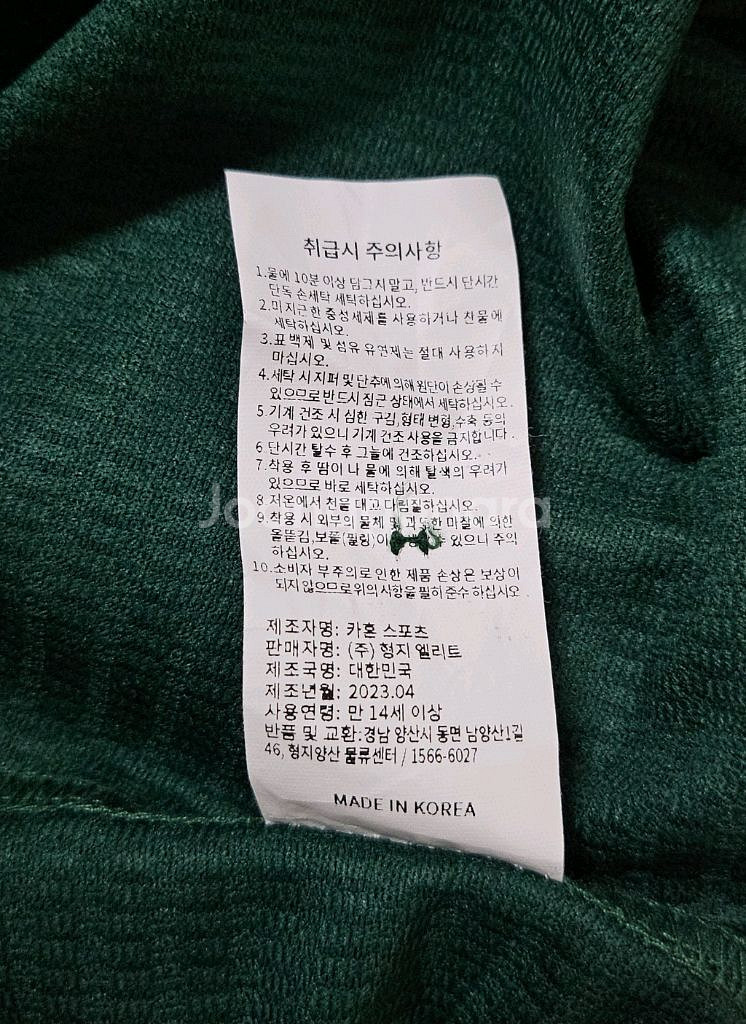 취급시 주의사항
1.물에 10분 이상 담그지말고, 반드시 단시간
단독 손세탁 세탁하십시오.
2.미지근한 중성세제를 사용하거나 찬물에
세탁하십시오.
3.표백제 및 섬유 유연제는 절대 사용하지
마십시오.
4.세탁 시 지퍼 및 단추에 의해 원단이 손상될 수
있으므로 반드시 잠근 상태에서 세탁하십시오.
5.기계 건조 시 심한 구김,형태 변형,수축 등의
우려가 있으니 기계 건조 사용을 금지합니다.
6 단시간 탈수 후 그늘에 건조하십시오.
7.착용 후 땀이나 물에 의해 탈색의 우려가
있으므로 바로 세탁하십시오.
8 저온에서 천을 대고 다림질하십시오.
9.착용 시 외부의 물체 및 과도한 마찰에 의한
올뜯김,보풀(필링)이 있으니 주의
하십시오.
10.소비자 부주의로 인한 제품 손상은 보상이
되지 않으므로 위의 사항을 필히 준수 하십시오.
제조자명: 카혼 스포츠
판매자명: (주) 형지 엘리트
제조국명: 대한민국
제조년월: 2023.04
사용연령: 만 14세 이상
반품 및 교환:경남 양산시 동면 남양산1길
46, 형지양산 물류센터 / 1566-6027
MADE IN KOREA